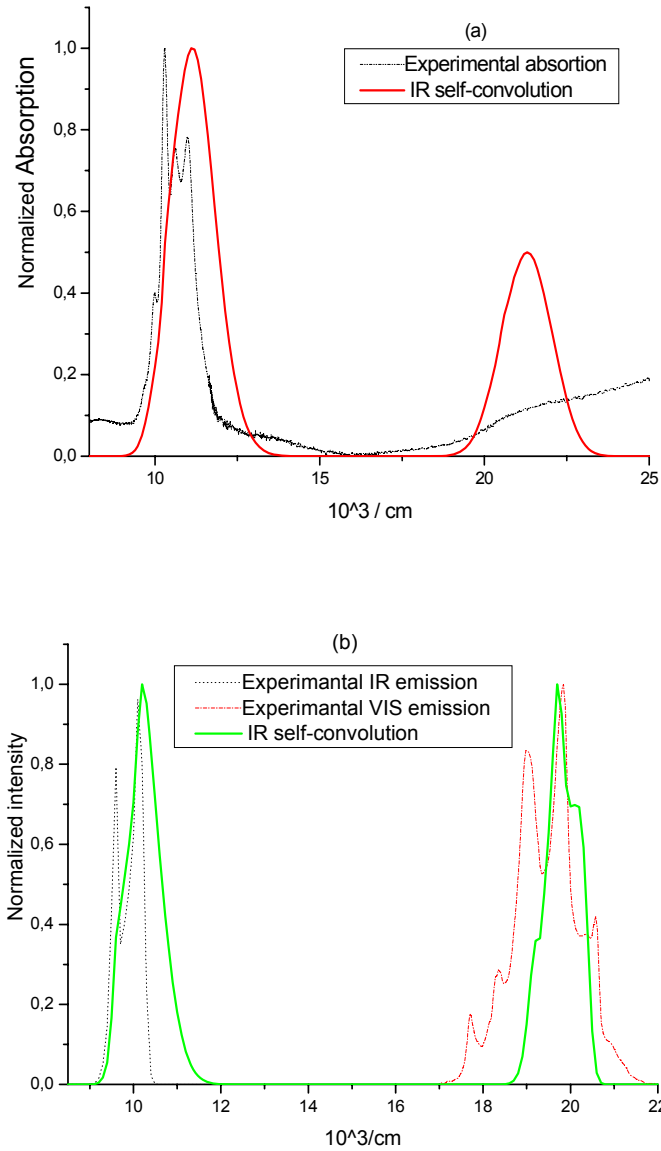 (a)
Experimental absortion
IR self-convolution
Normalized Absorption
1,0
0,8
0,6
0,4
0,2
0,0
10
15
20
25
10^3 / cm
(b)
Experimantal IR emission
Experimantal VIS emission
IR self-convolution
Normalized intensity
1,0
0,8
0,6
0,4
0,2
0,0
10
12
14
16
18
20
22
10^3/cm